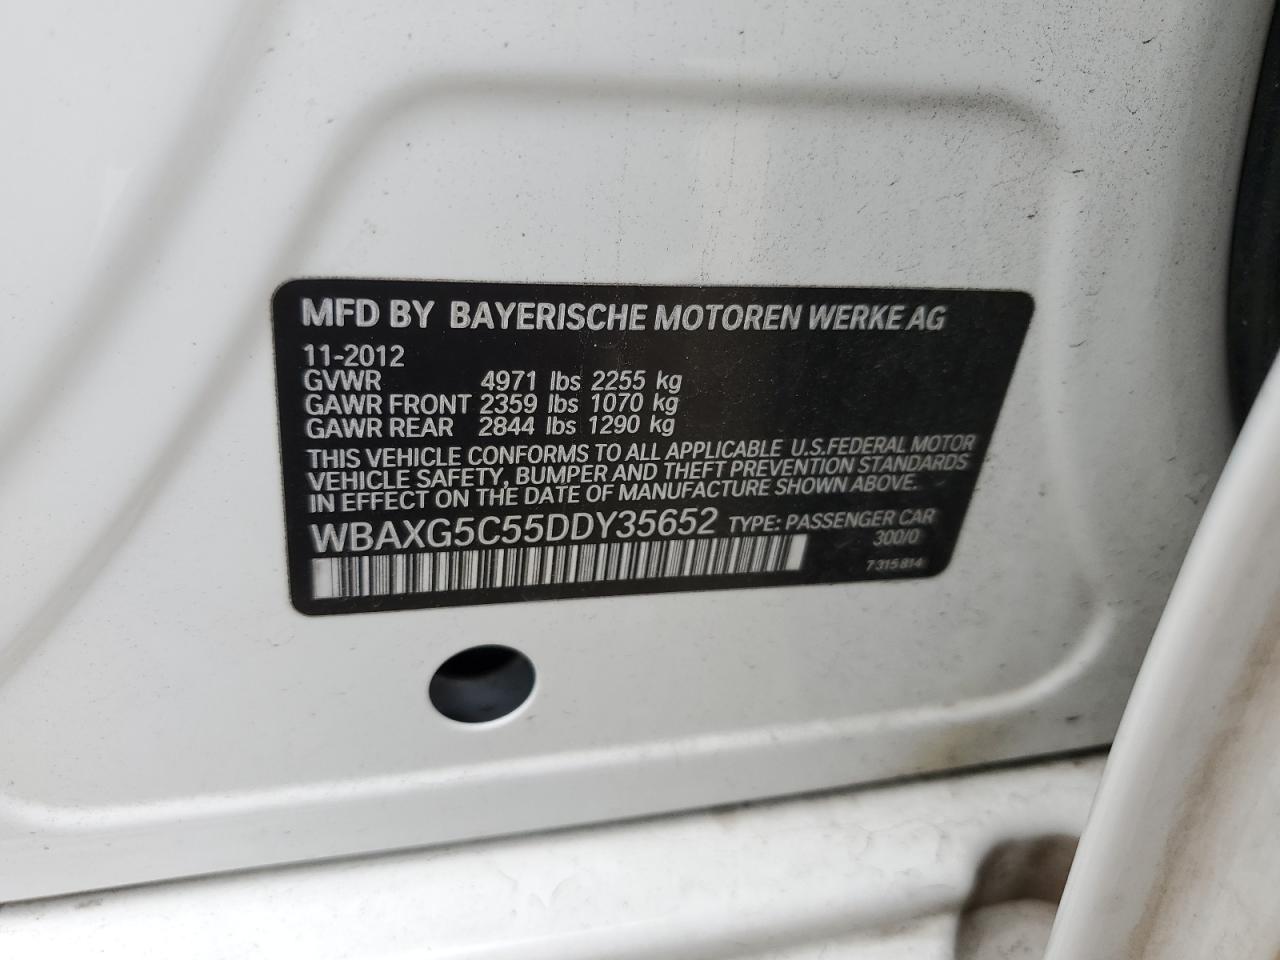 MFD BY BAYERISCHE MOTOREN WERKE AG
11-2012
GVWR 4971 lbs 2255 kg
GAWR FRONT 2359 lbs 1070 kg
GAWR REAR 2844 lbs 1290 kg
THIS VEHICLE CONFORMS TO ALL APPLICABLE U.S.FEDERAL MOTOR
VEHICLE SAFETY, BUMPER AND THEFT PREVENTION STANDARDS
IN EFFECT ON THE DATE OF MANUFACTURE SHOWN ABOVE.
WBAXG5C55DDY35652 TYPE: PASSENGER CAR
300/0
7315814